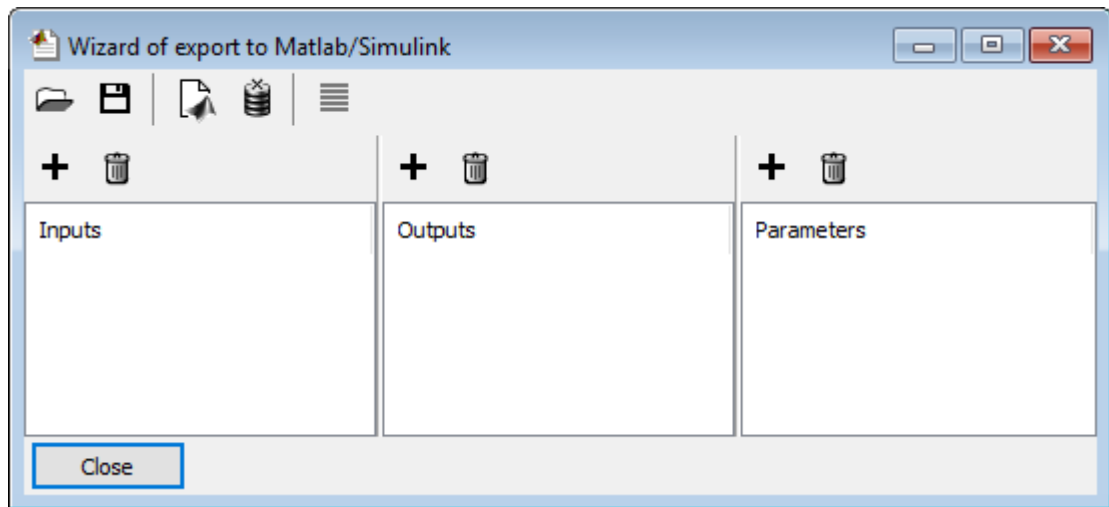 Wizard of export to Matlab/Simulink
Inputs
Outputs
Parameters
Close